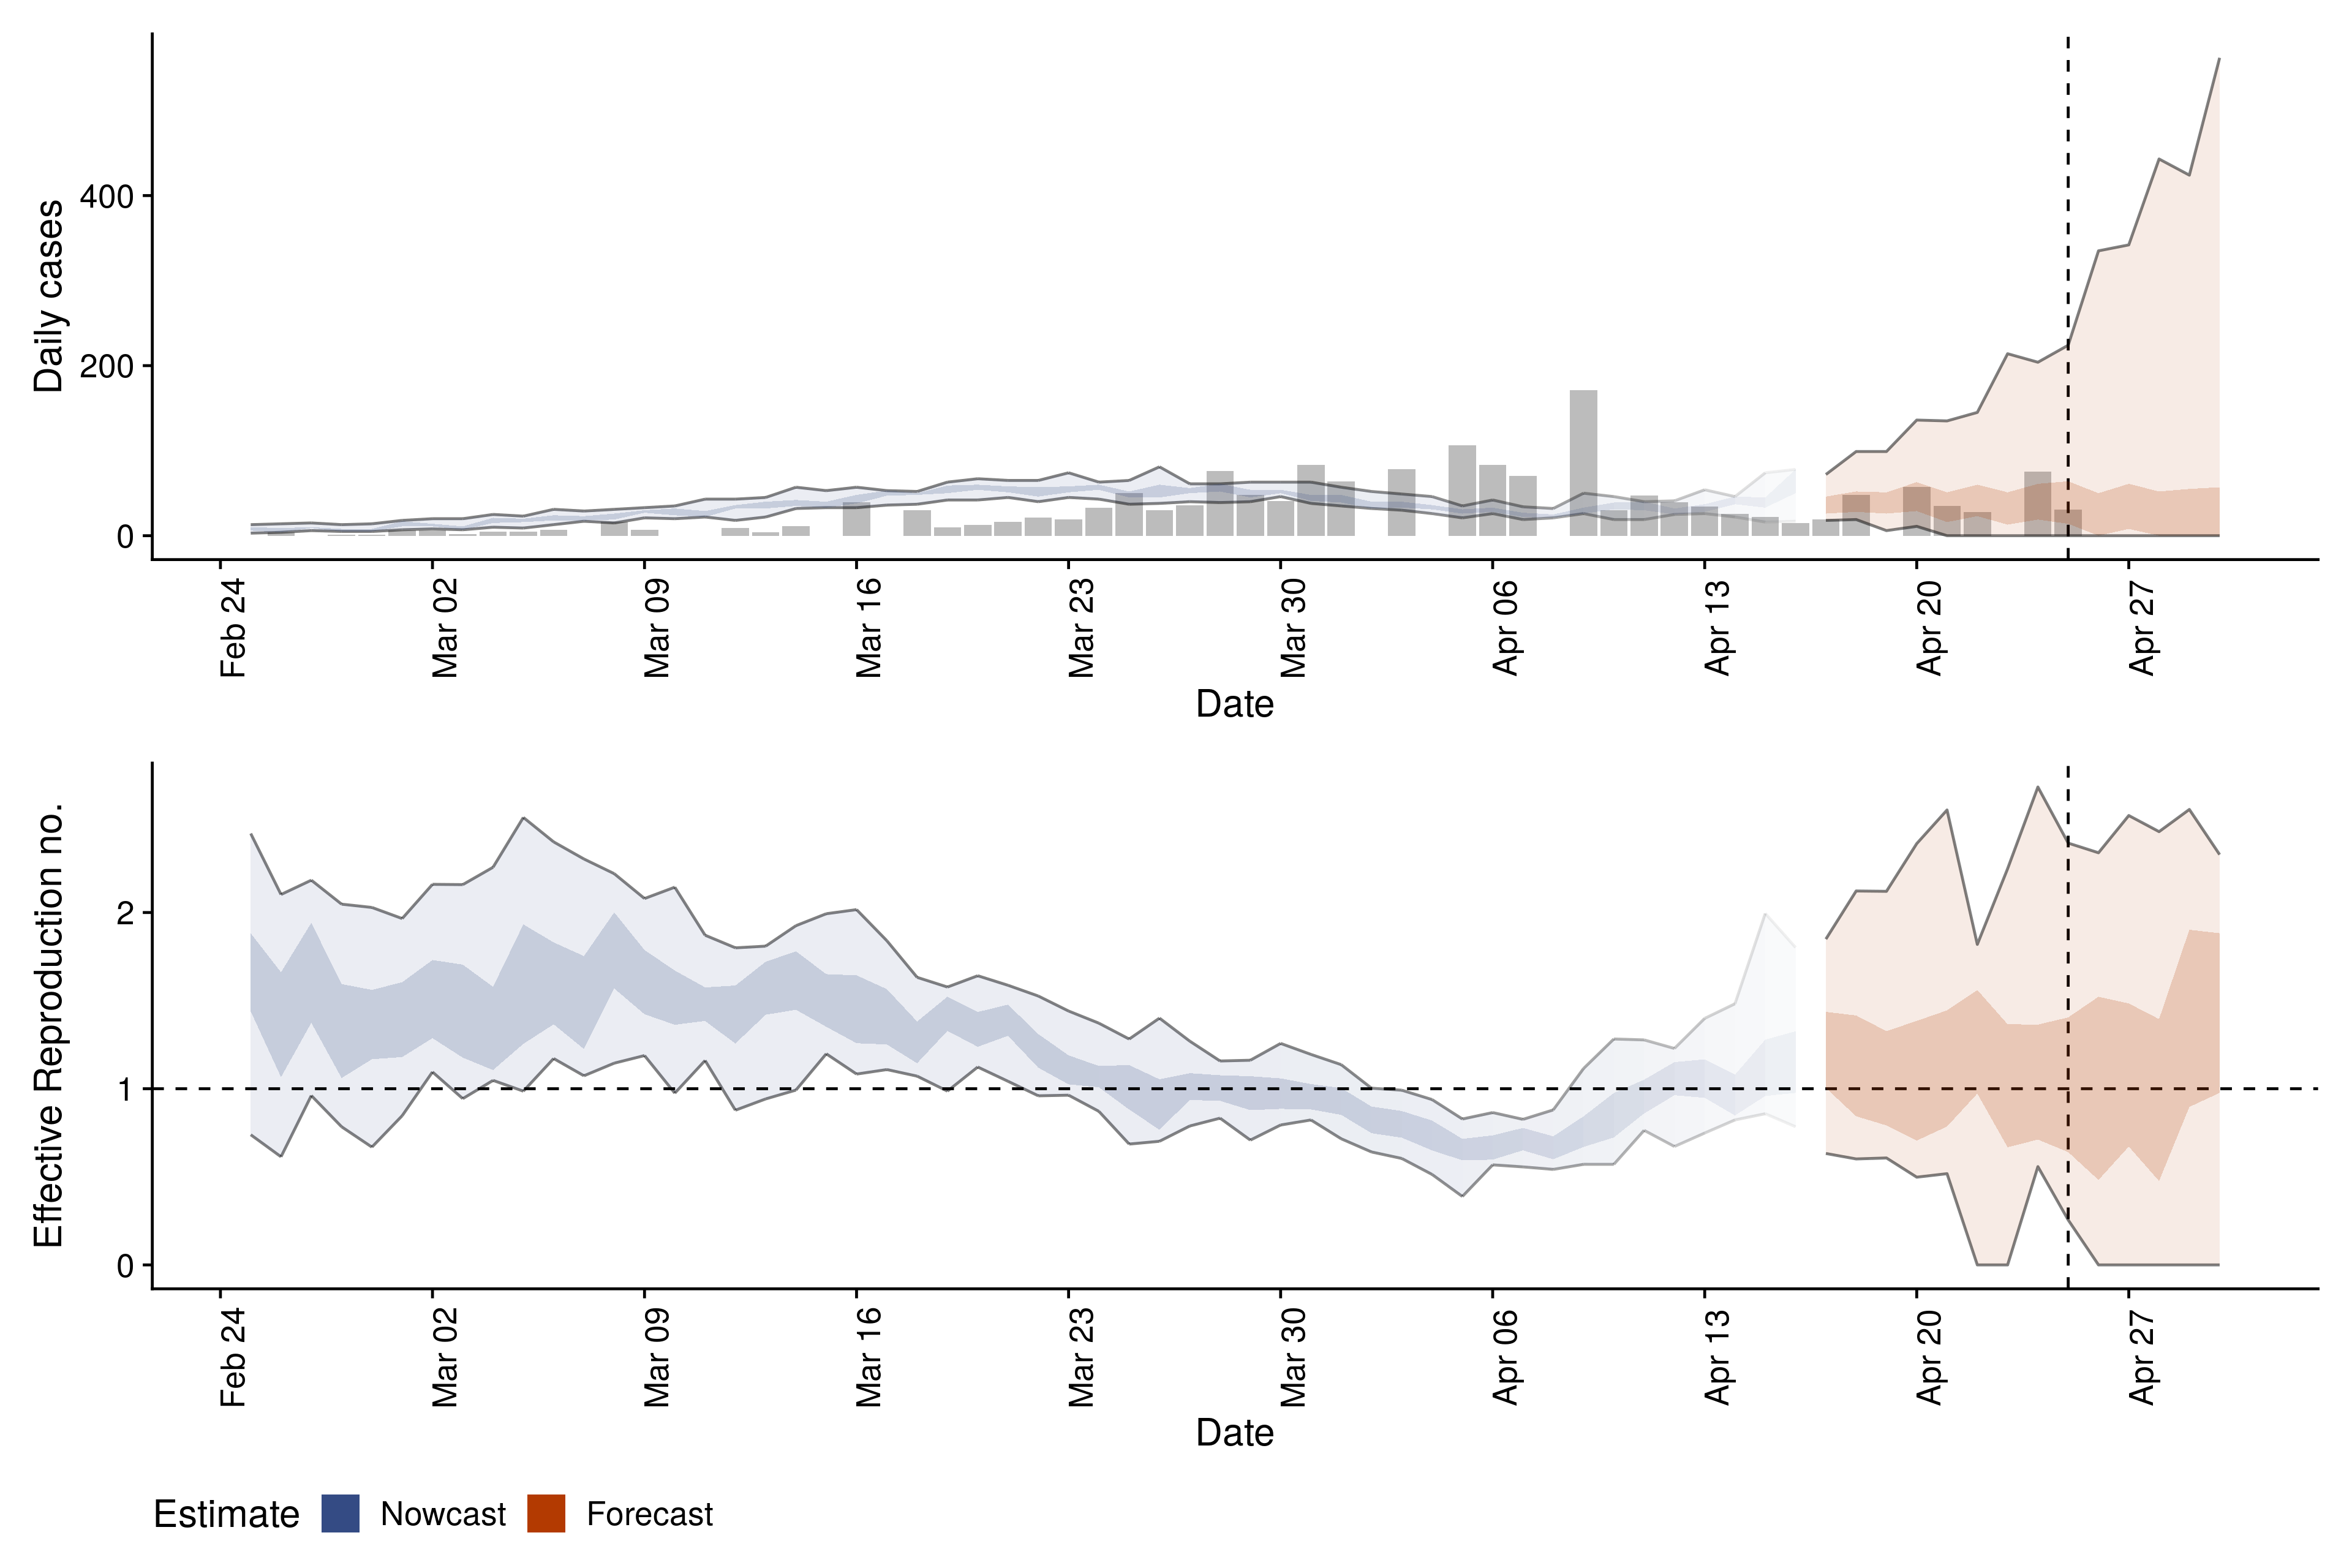 Daily cases
400
200
0
Feb 24
Mar 02
Mar 09
Mar 16
Mar 23
Mar 30
Apr 06
Apr 13
Apr 20
Apr 27
Date
Effective Reproduction no.
2
1
0
Feb 24
Mar 02
Mar 09
Mar 16
Mar 23
Mar 30
Apr 06
Apr 13
Apr 20
Apr 27
Date
Estimate Nowcast Forecast